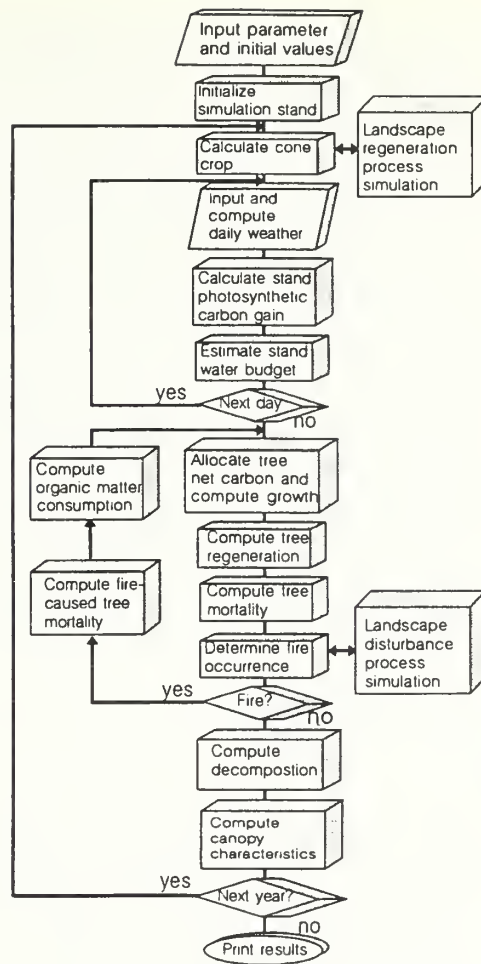 Input parameter
and initial values
Initialize
simulation stand
Calculate cone
crop
Landscape
regeneration
process
simulation
Input and
compute
daily weather
Calculate stand
photosynthetic
carbon gain
Estimate stand
water budget
yes
Next day
no
Compute
organic matter
consumption
Allocate tree
net carbon and
compute growth
Compute tree
regeneration
Compute fire-
caused tree
mortality
Compute tree
mortality
Landscape
disturbance
process
simulation
Determine fire
occurrence
yes
Fire?
no
Compute
decompostion
Compute
canopy
characteristics
yes
Next year?
no
Print results